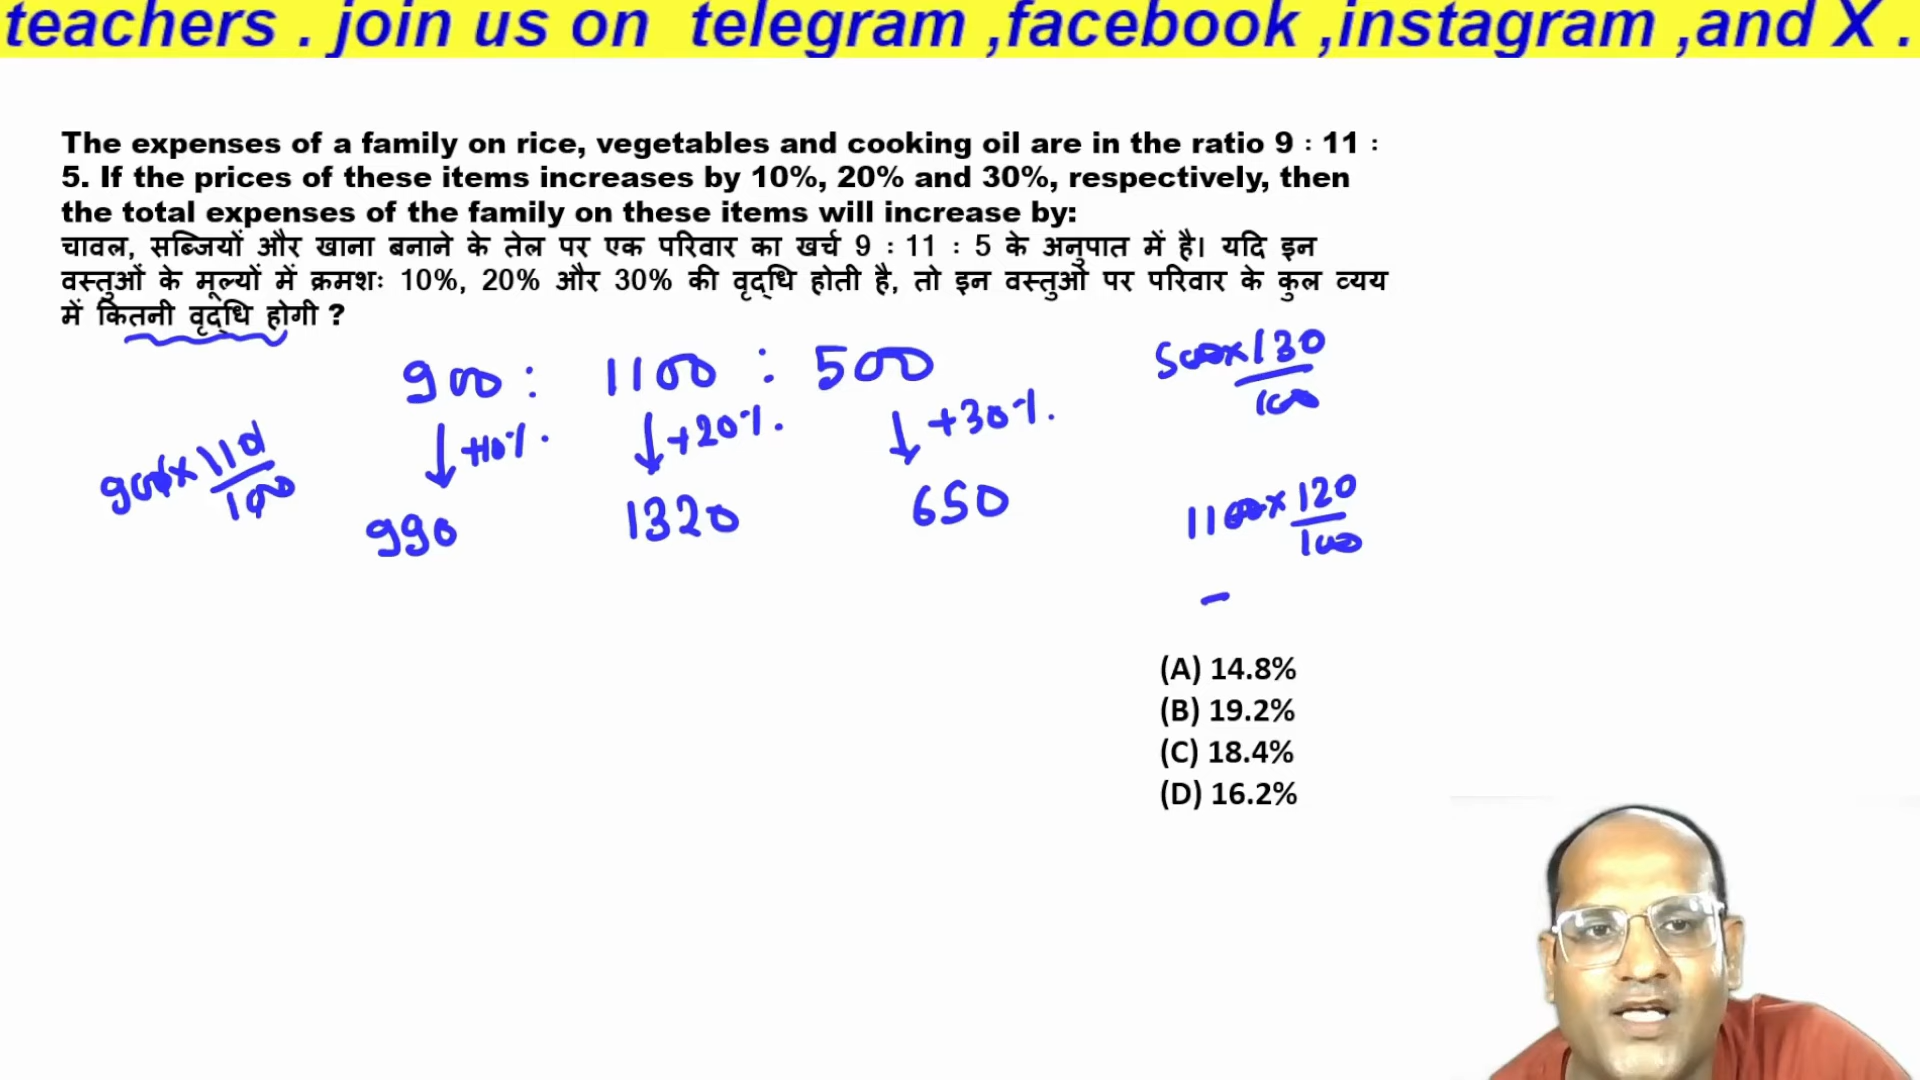 teachers . join us on telegram ,facebook ,instagram ,and X .
The expenses of a family on rice, vegetables and cooking oil are in the ratio 9 : 11 :
5. If the prices of these items increases by 10%, 20% and 30%, respectively, then
the total expenses of the family on these items will increase by:
चावल, सब्जियों और खाना बनाने के तेल पर एक परिवार का खर्च 9 : 11 : 5 के अनुपात में है। यदि इन
वस्तुओं के मूल्यों में क्रमशः 10%, 20% और 30% की वृद्धि होती है, तो इन वस्तुओं पर परिवार के कुल व्यय
में कितनी वृद्धि होगी ?
900 : 1100 : 500
500 × 130
100
+10% +20% +30%.
900 × 110
100
990 1320 650
1100 × 120
100
–
(A) 14.8%
(B) 19.2%
(C) 18.4%
(D) 16.2%